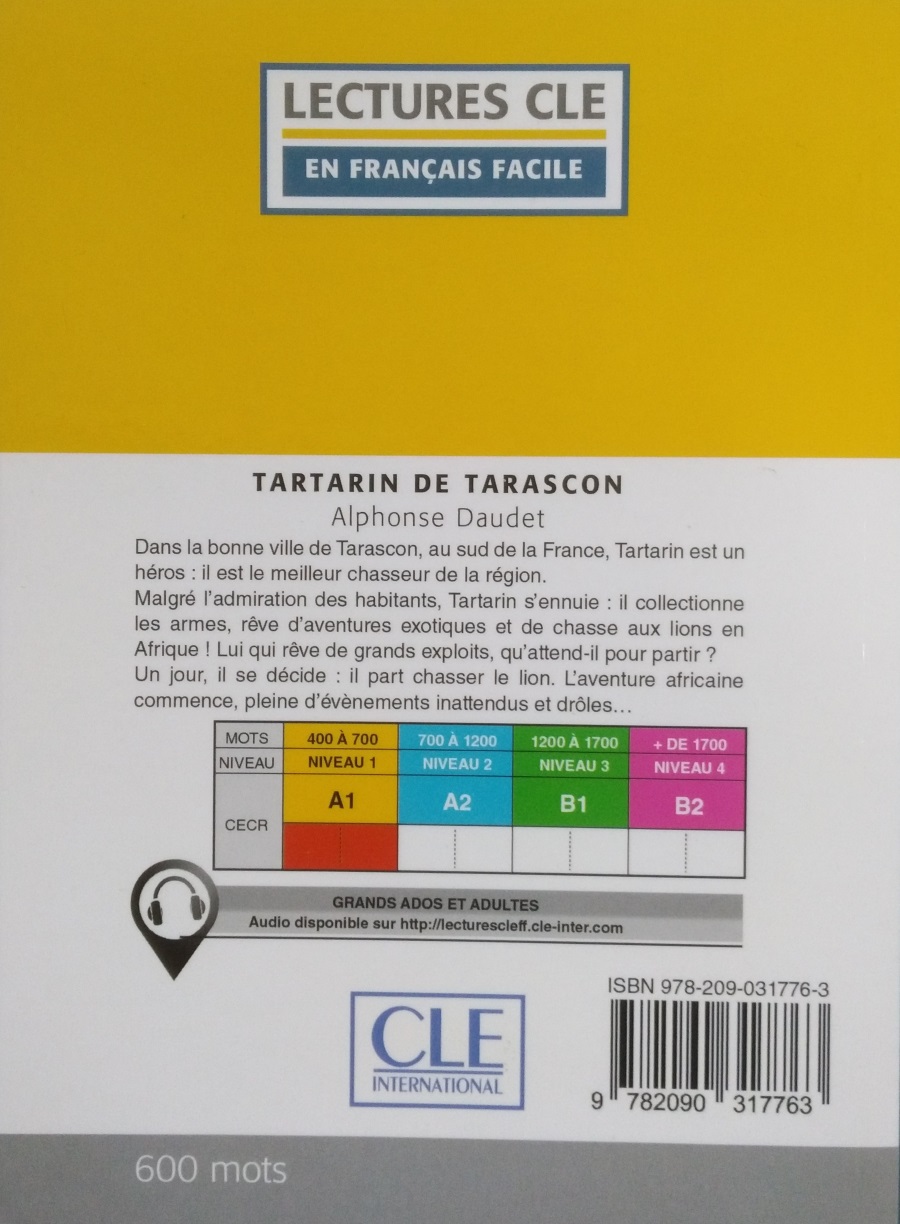 LECTURES CLE
EN FRANÇAIS FACILE
TARTARIN DE TARASCON
Alphonse Daudet
Dans la bonne ville de Tarascon, au sud de la France, Tartarin est un
héros : il est le meilleur chasseur de la région.
Malgré l'admiration des habitants, Tartarin s'ennuie : il collectionne
les armes, rêve d'aventures exotiques et de chasse aux lions en
Afrique ! Lui qui rêve de grands exploits, qu'attend-il pour partir ?
Un jour, il se décide : il part chasser le lion. L'aventure africaine
commence, pleine d'évènements inattendus et drôles…
MOTS 400 À 700 700 À 1200 1200 À 1700 + DE 1700
NIVEAU NIVEAU 1 NIVEAU 2 NIVEAU 3 NIVEAU 4
CECR A1 A2 B1 B2
GRANDS ADOS ET ADULTES
Audio disponible sur http://lecturescleff.cle-inter.com
ISBN 978-209-031776-3
CLE
INTERNATIONAL
9 782090 317763
600 mots